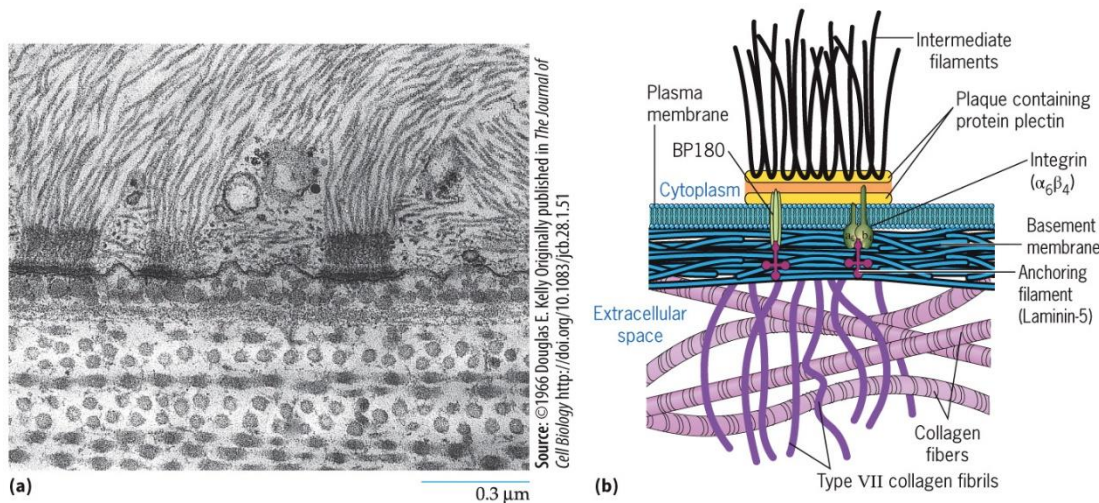 Source: ©1966 Douglas E. Kelly Originally published in The Journal of
Cell Biology http://doi.org/10.1083/jcb.28.1.51
(a)
0.3 µm
Intermediate
filaments
Plasma
membrane
Plaque containing
protein plectin
BP180
Integrin
(α₆β₄)
Cytoplasm
Basement
membrane
Anchoring
filament
(Laminin-5)
Extracellular
space
Collagen
fibers
(b)
Type VII collagen fibrils